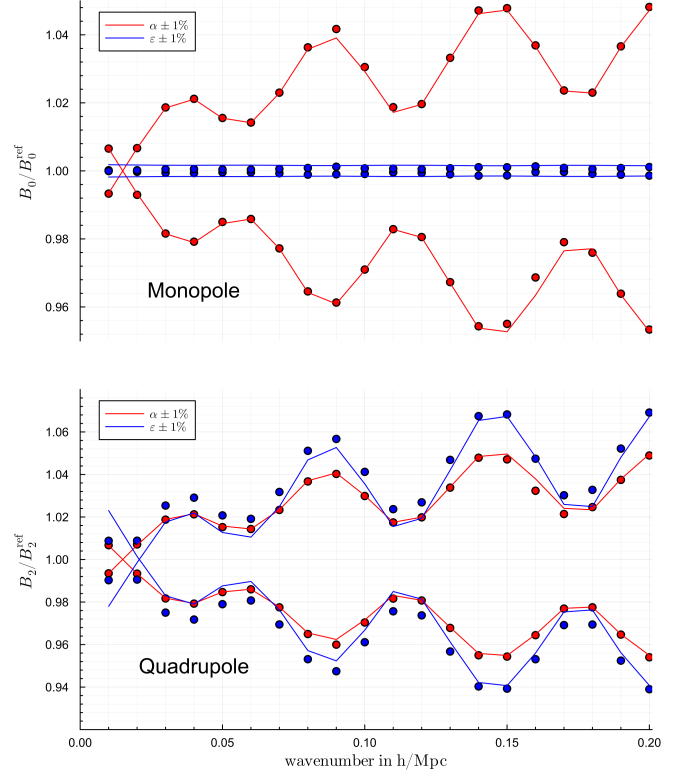 α ± 1%
ε ± 1%
1.04
1.02
1.00
0.98
0.96
B₀/B₀ʳᵉᶠ
Monopole
α ± 1%
ε ± 1%
1.06
1.04
1.02
1.00
0.98
0.96
0.94
B₂/B₂ʳᵉᶠ
Quadrupole
0.00 0.05 0.10 0.15 0.20
wavenumber in h/Mpc